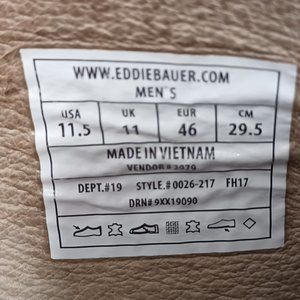 WWW.EDDIEBAUER.COM
MEN'S
USA UK EUR CM
11.5 11 46 29.5
MADE IN VIETNAM
VENDOR #
DEPT.#19 STYLE.#0026-217 FH17
DRN# 9XX19090